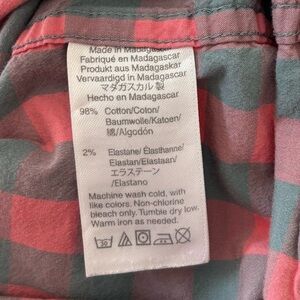 Made in Madagascar
Fabriqué en Madagascar
Produkt aus Madagaskar
Vervaardigd in Madagascar
マダガスカル 製
Hecho en Madagascar
98% Cotton/Coton/
Baumwolle/Katoen/
綿/Algodón
2% Elastane/Élasthanne/
Elastan/Elastaan/
エラステーン
/Elastano
Machine wash cold, with
like colors. Non-chlorine
bleach only. Tumble dry low.
Warm iron as needed.
30